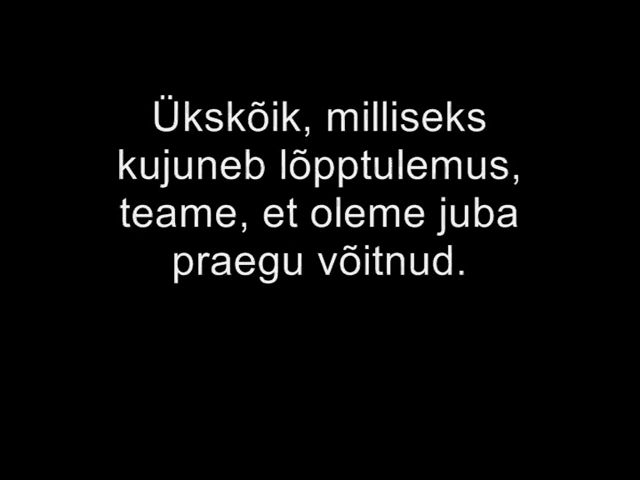 Ükskõik, milliseks
kujuneb lõpptulemus,
teame, et oleme juba
praegu võitnud.